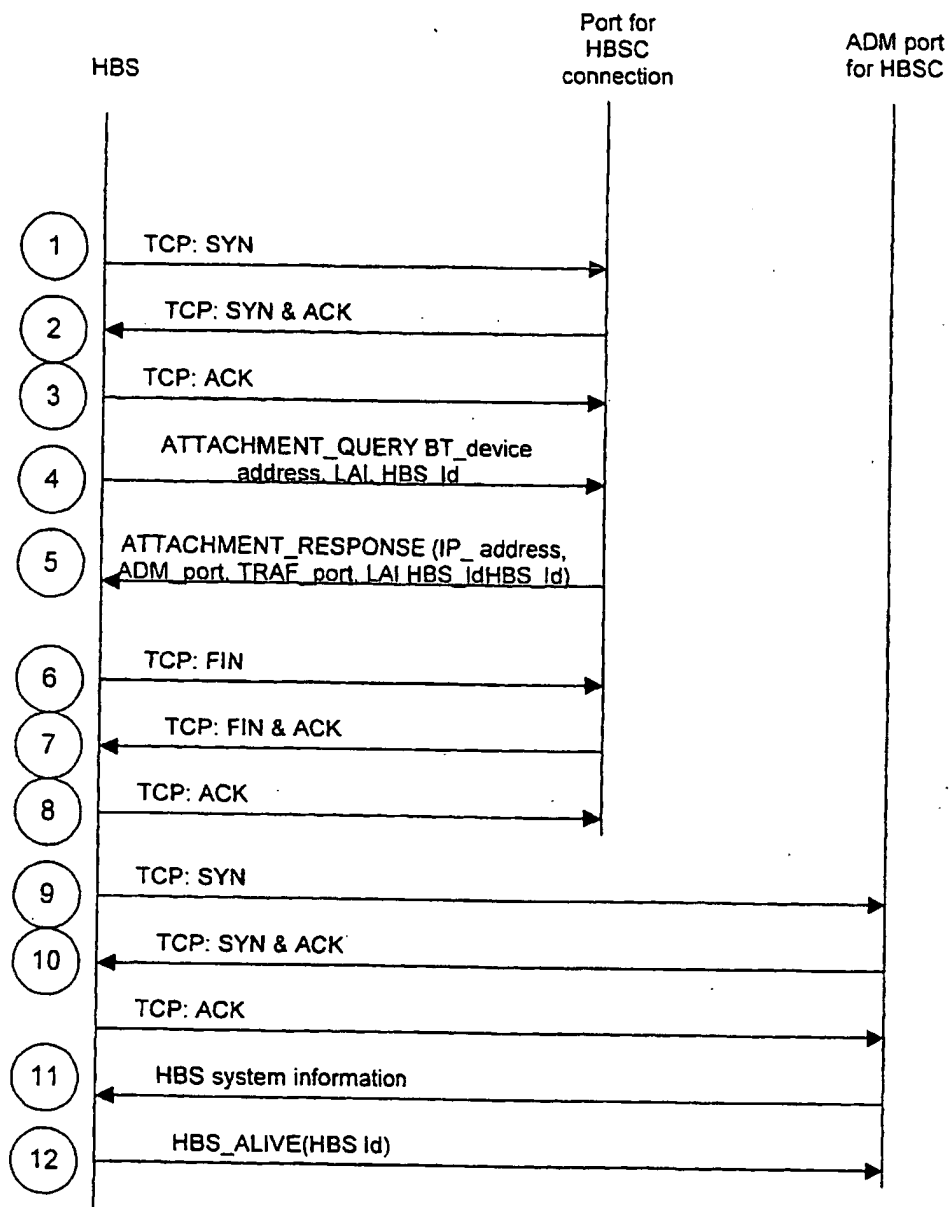 HBS
Port for
HBSC
connection
ADM port
for HBSC
1
TCP: SYN
2
TCP: SYN & ACK
3
TCP: ACK
4
ATTACHMENT_QUERY BT_device
address, LAI, HBS_Id
5
ATTACHMENT_RESPONSE (IP_ address,
ADM_port, TRAF_port, LAI HBS_IdHBS_Id)
6
TCP: FIN
7
TCP: FIN & ACK
8
TCP: ACK
9
TCP: SYN
10
TCP: SYN & ACK
TCP: ACK
11
HBS system information
12
HBS_ALIVE(HBS Id)